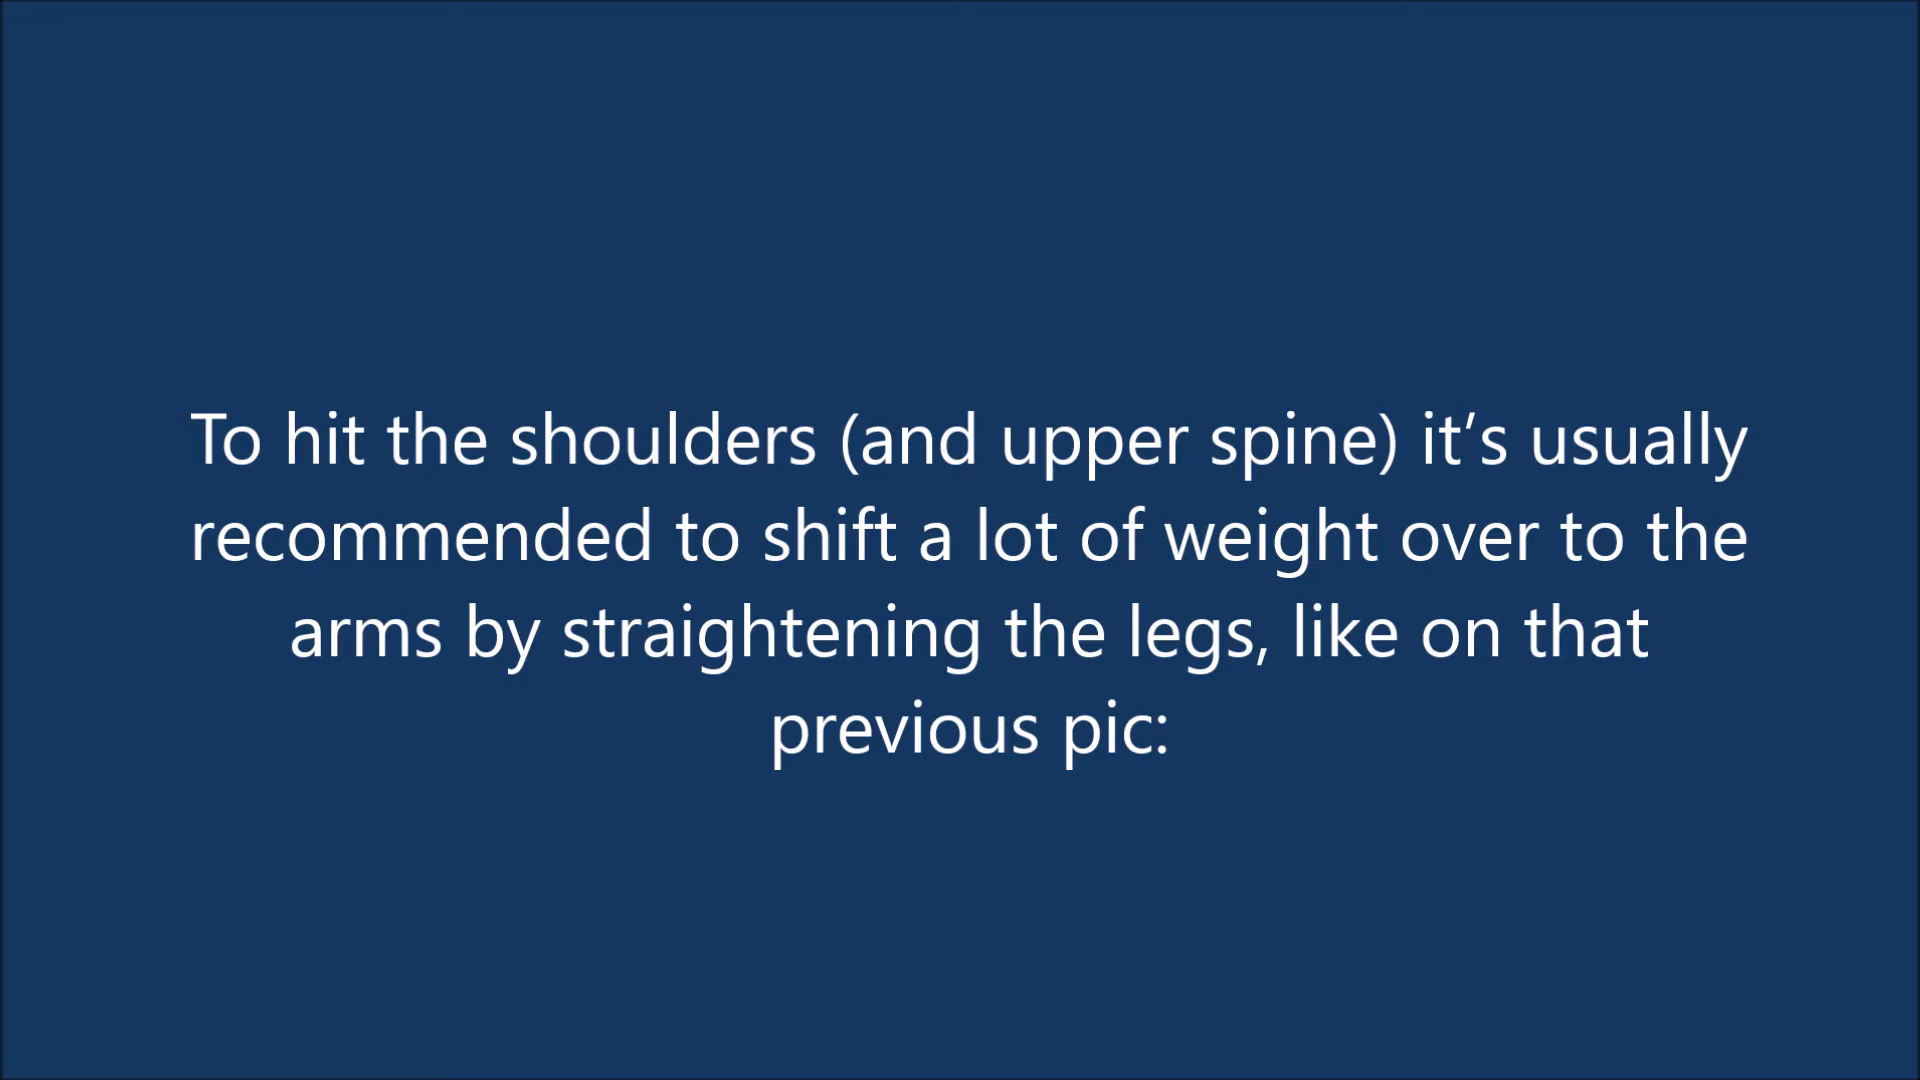 To hit the shoulders (and upper spine) it’s usually
recommended to shift a lot of weight over to the
arms by straightening the legs, like on that
previous pic: